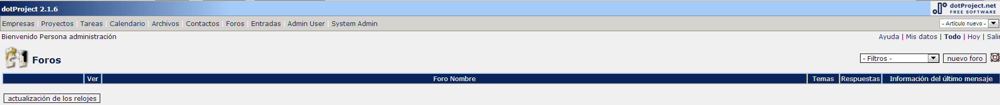 dotProject 2.1.6
dotProject.net
FREE SOFTWARE
Empresas | Proyectos | Tareas | Calendario | Archivos | Contactos | Foros | Entradas | Admin User | System Admin
- Artículo nuevo -
Bienvenido Persona administración
Ayuda | Mis datos | Todo | Hoy | Salir
Foros
- Filtros -
nuevo foro
Ver Foro Nombre Temas Respuestas Información del último mensaje
actualización de los relojes